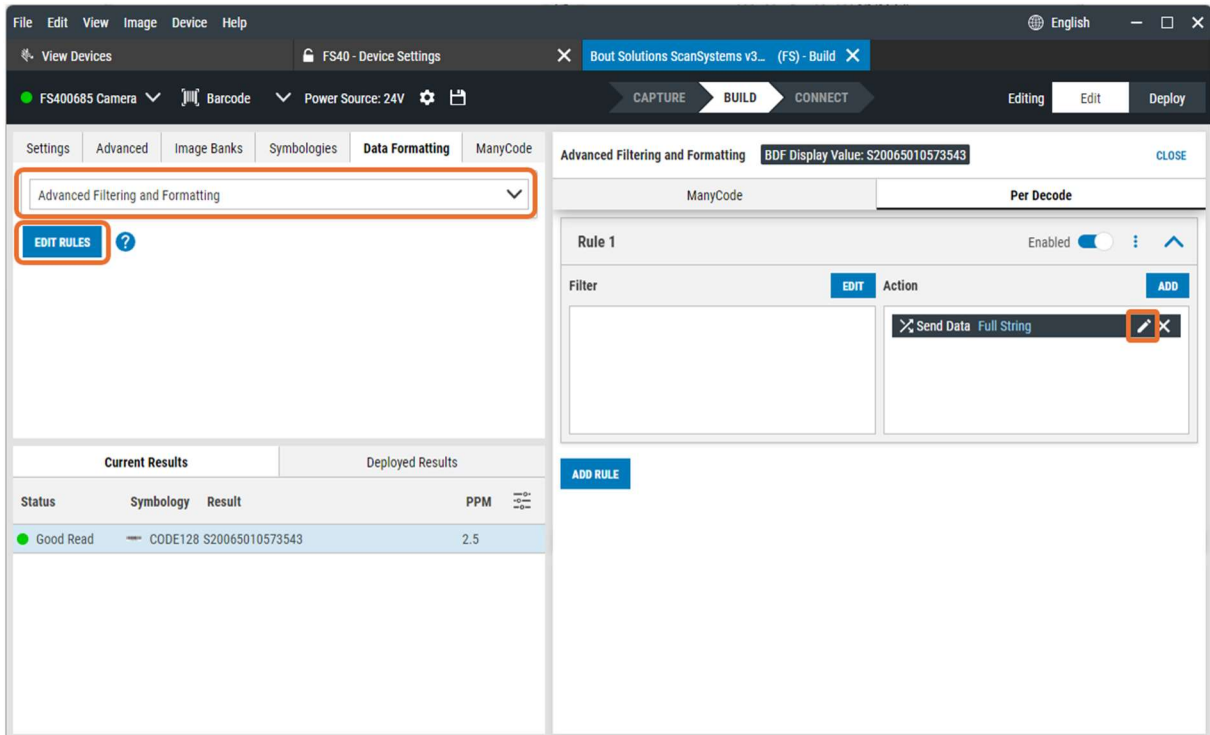 File Edit View Image Device Help
English
View Devices
FS40 - Device Settings
Bout Solutions ScanSystems v3... (FS) - Build
FS400685 Camera
Barcode
Power Source: 24V
CAPTURE BUILD CONNECT
Editing Edit Deploy
Settings Advanced Image Banks Symbologies Data Formatting ManyCode
Advanced Filtering and Formatting
EDIT RULES ?
Current Results Deployed Results
Status Symbology Result PPM
Good Read CODE128 S20065010573543 2.5
Advanced Filtering and Formatting BDF Display Value: S20065010573543 CLOSE
ManyCode Per Decode
Rule 1 Enabled
Filter EDIT Action ADD
Send Data Full String
ADD RULE